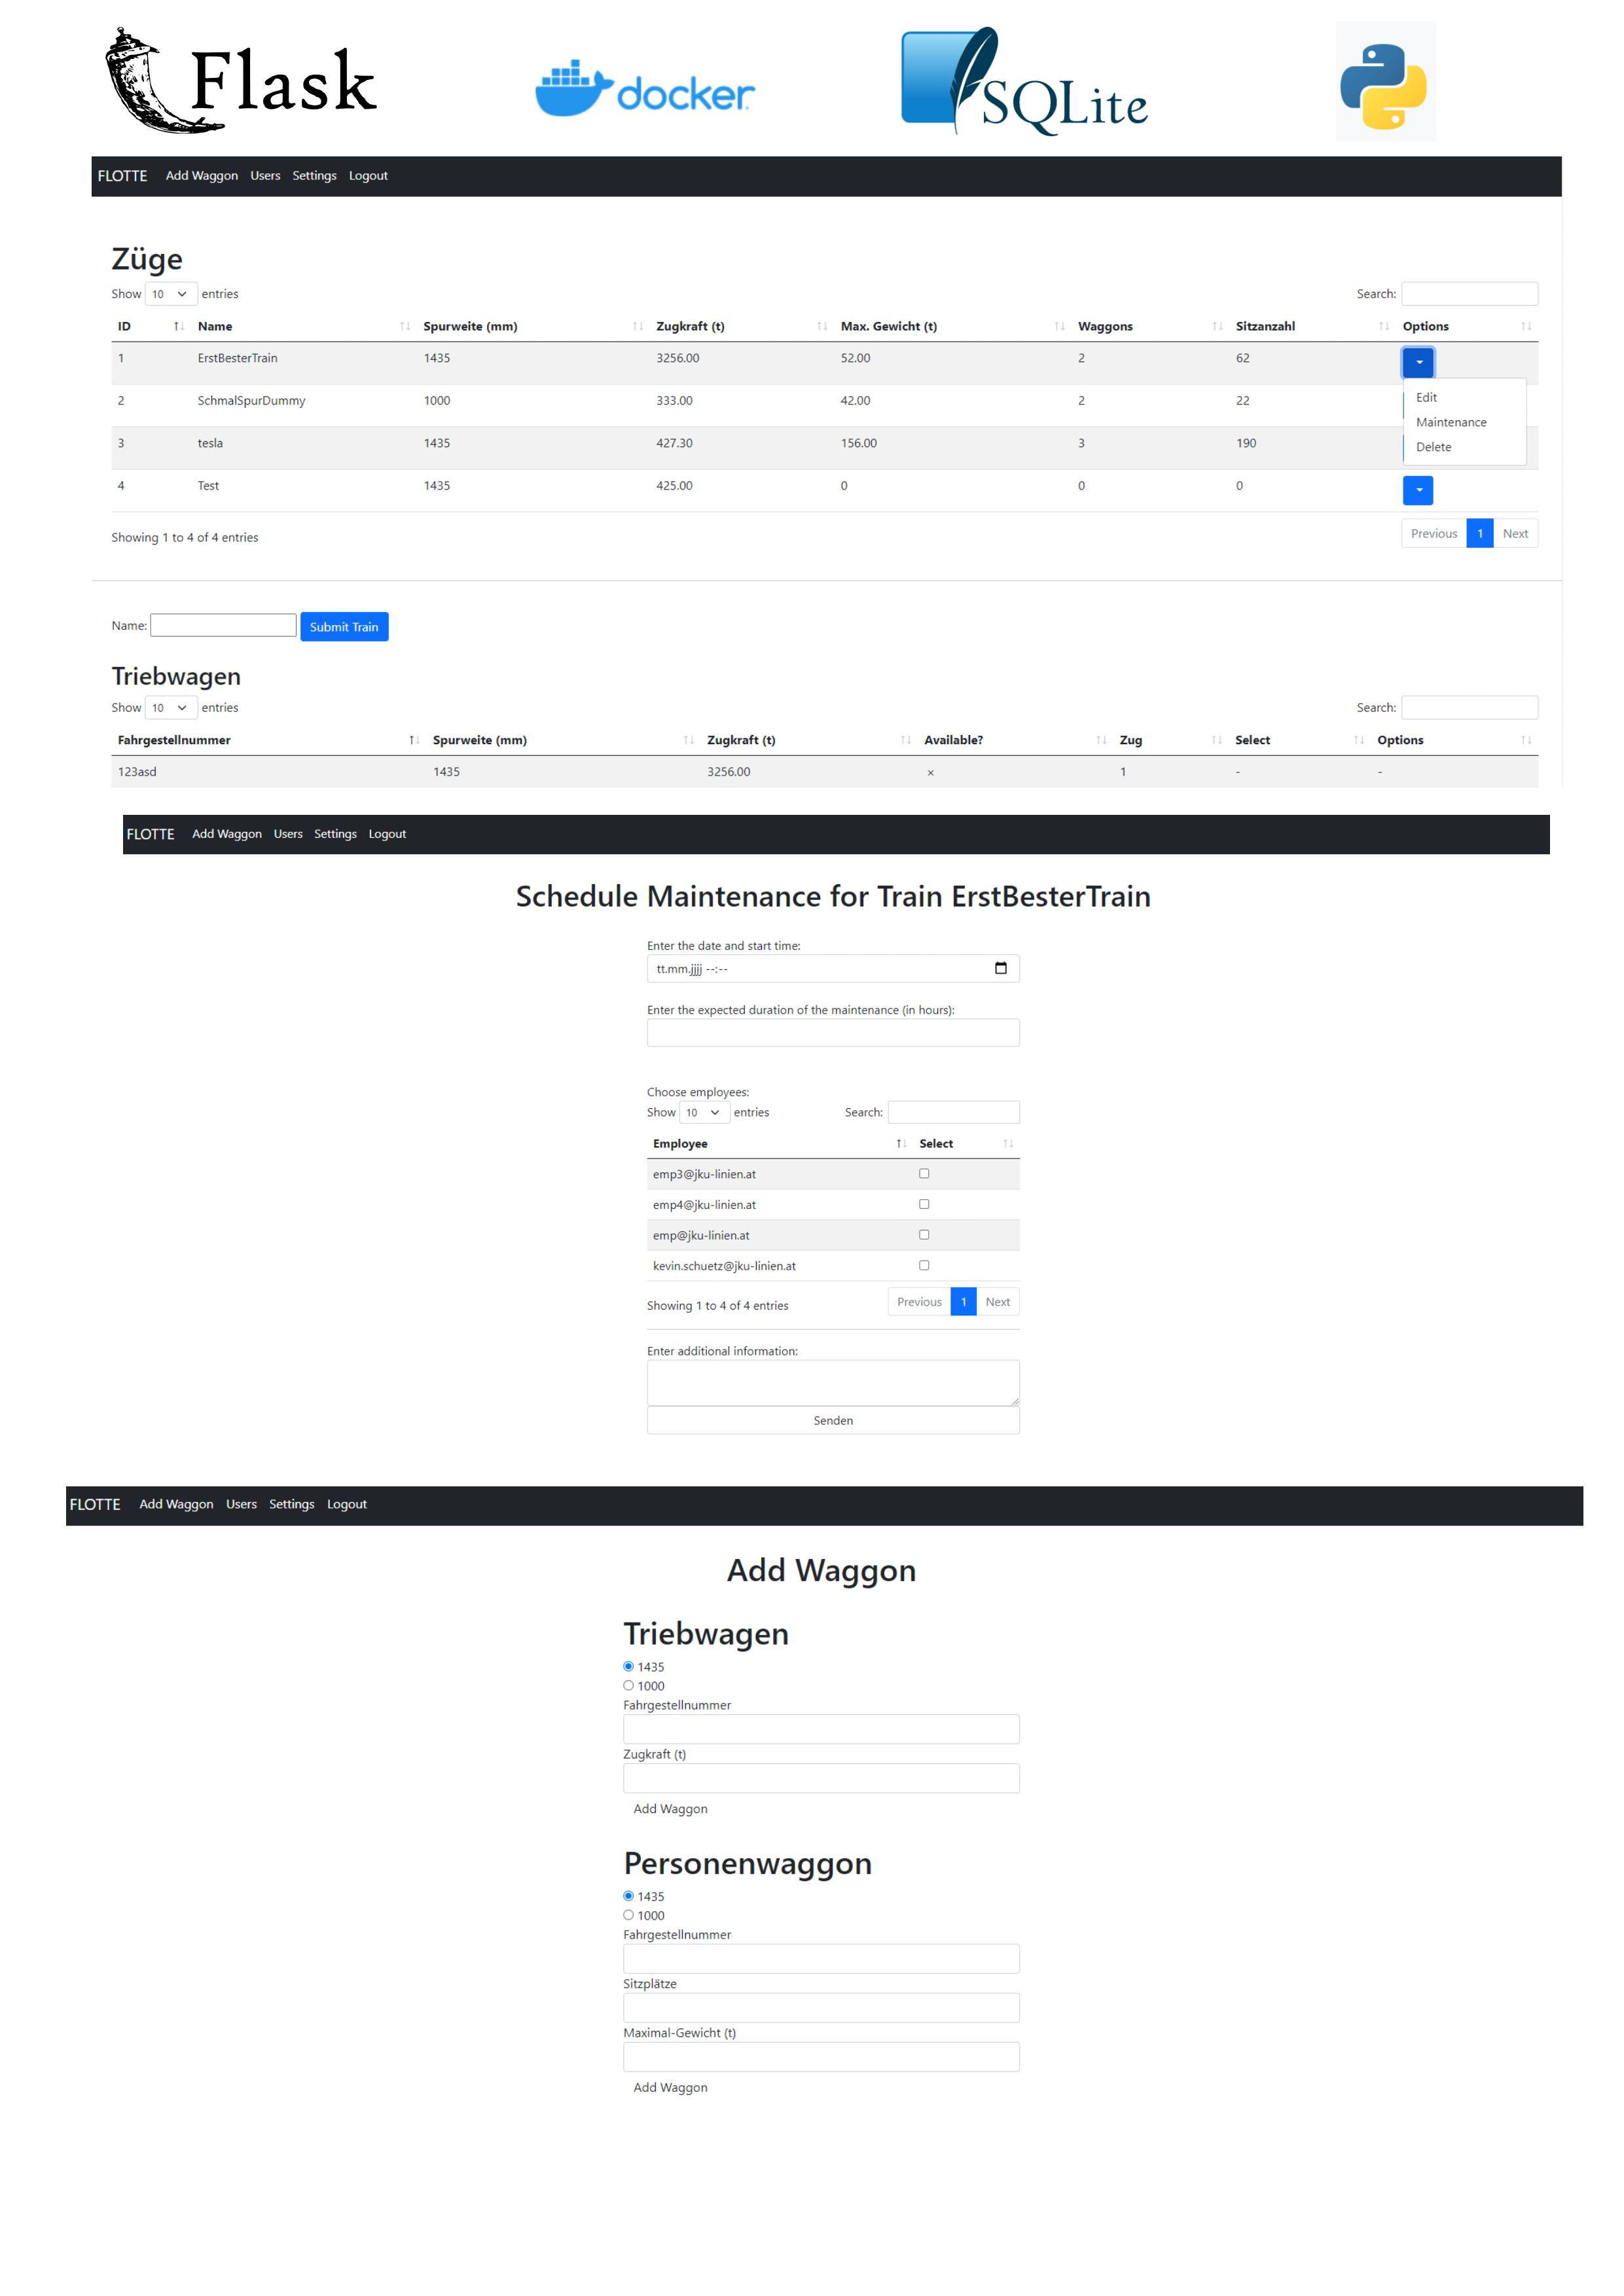 Flask docker SQLite
FLOTTE Add Waggon Users Settings Logout
Züge
Show 10 entries Search:
ID Name Spurweite (mm) Zugkraft (t) Max. Gewicht (t) Waggons Sitzanzahl Options
1 ErstBesterTrain 1435 3256.00 52.00 2 62
Edit
2 SchmalSpurDummy 1000 333.00 42.00 2 22
Maintenance
3 tesla 1435 427.30 156.00 3 190
Delete
4 Test 1435 425.00 0 0 0
Showing 1 to 4 of 4 entries Previous 1 Next
Name: Submit Train
Triebwagen
Show 10 entries Search:
Fahrgestellnummer Spurweite (mm) Zugkraft (t) Available? Zug Select Options
123asd 1435 3256.00 × 1 - -
FLOTTE Add Waggon Users Settings Logout
Schedule Maintenance for Train ErstBesterTrain
Enter the date and start time:
tt.mm.jjjj --:--
Enter the expected duration of the maintenance (in hours):
Choose employees:
Show 10 entries Search:
Employee Select
emp3@jku-linien.at
emp4@jku-linien.at
emp@jku-linien.at
kevin.schuetz@jku-linien.at
Showing 1 to 4 of 4 entries Previous 1 Next
Enter additional information:
Senden
FLOTTE Add Waggon Users Settings Logout
Add Waggon
Triebwagen
1435
1000
Fahrgestellnummer
Zugkraft (t)
Add Waggon
Personenwaggon
1435
1000
Fahrgestellnummer
Sitzplätze
Maximal-Gewicht (t)
Add Waggon